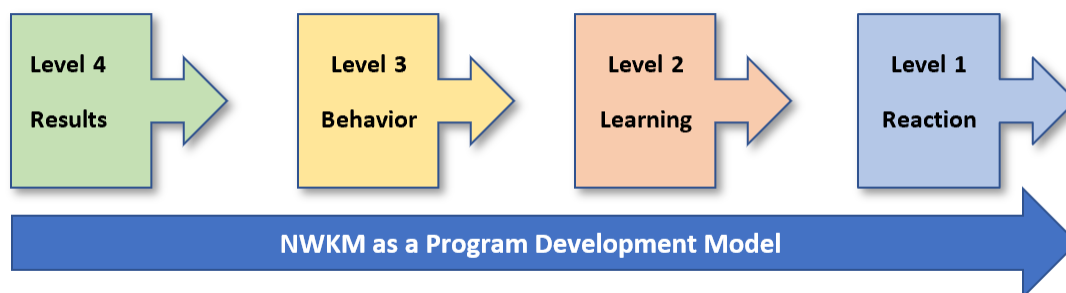 Level 4
Results
Level 3
Behavior
Level 2
Learning
Level 1
Reaction
NWKM as a Program Development Model